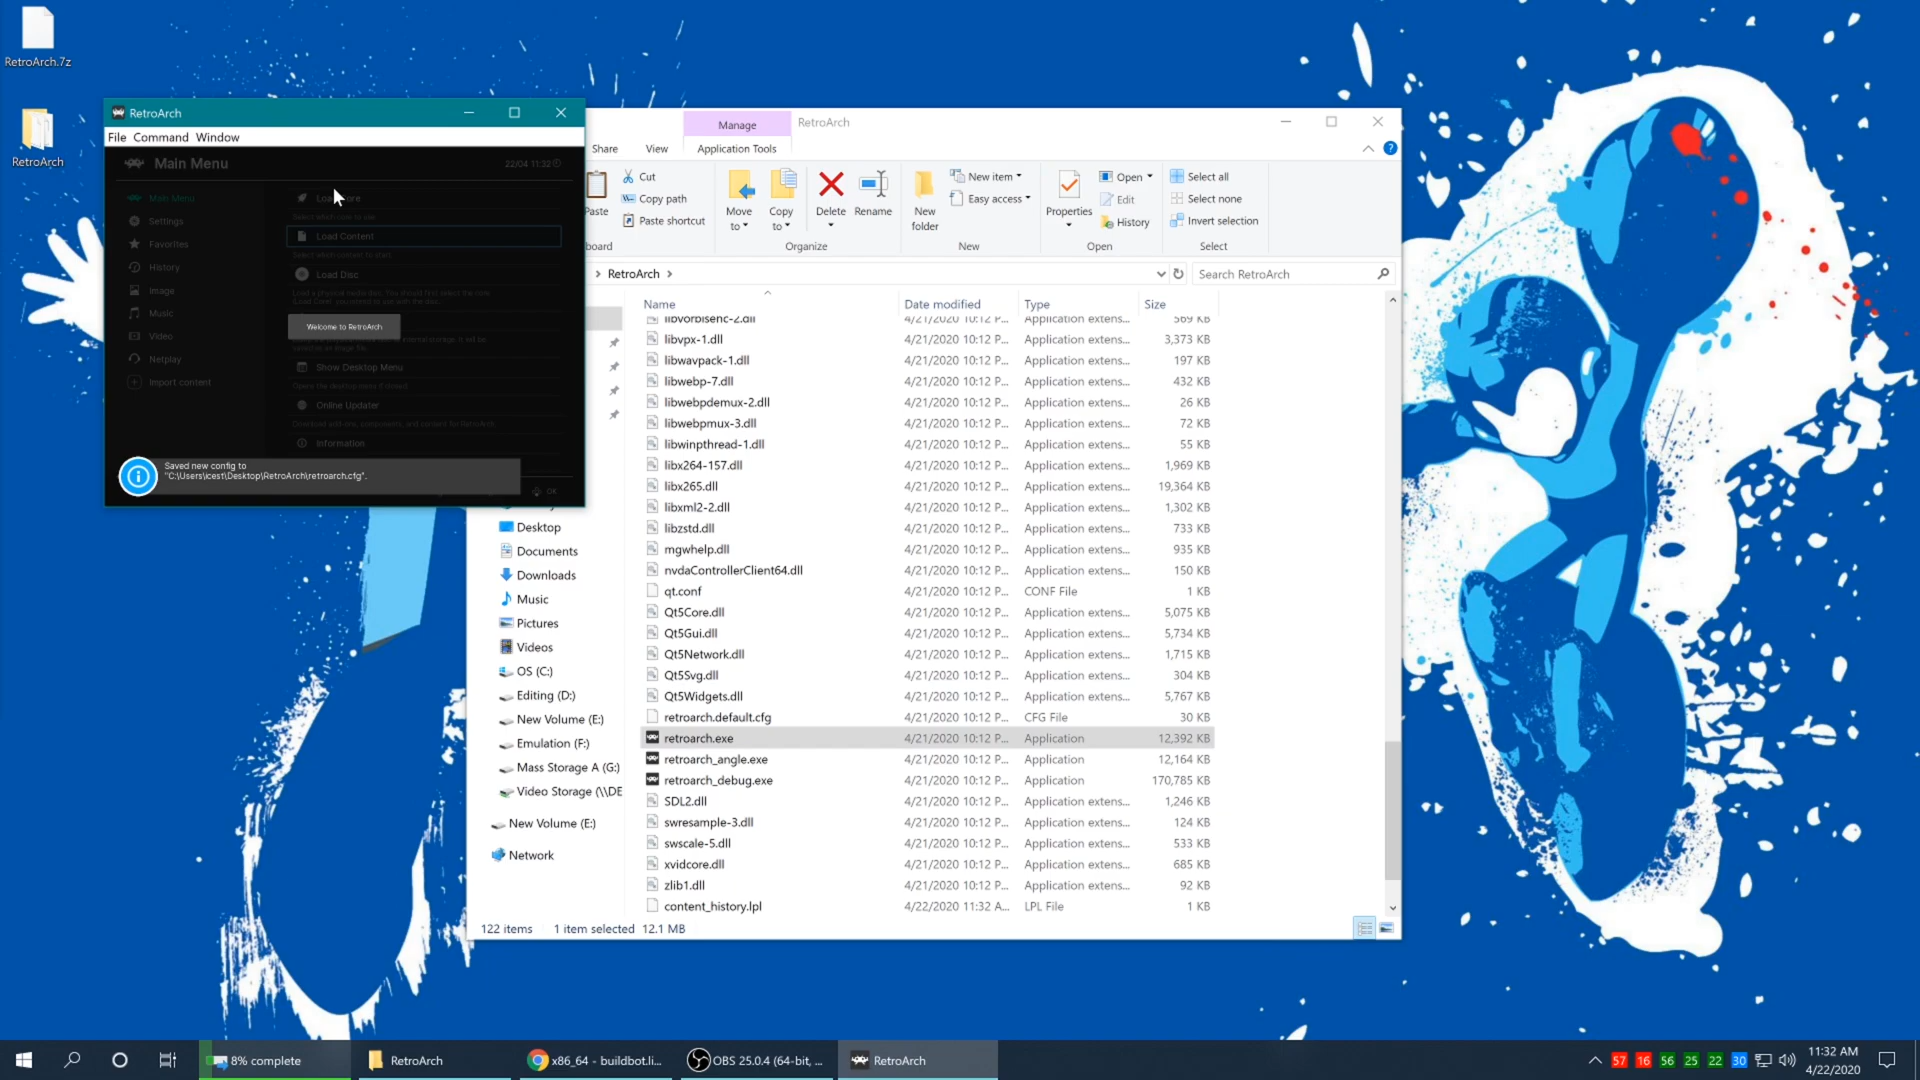 RetroArch.7z
RetroArch
RetroArch
File Command Window
Main Menu
22/04 11:32
Main Menu
Settings
Favorites
History
Image
Music
Video
Netplay
Import content
Select which core to use.
Load Content
Select which content to start.
Load Disc
Welcome to RetroArch
Show Desktop Menu
Opens the desktop menu if closed.
Online Updater
Download add-ons, components, and content for RetroArch.
Information
Saved new config to
"C:\Users\icest\Desktop\RetroArch\retroarch.cfg".
OK
Manage
RetroArch
Share
View
Application Tools
Paste
Cut
Copy path
Paste shortcut
board
Move to
Copy to
Delete
Rename
Organize
New folder
New item
Easy access
New
Properties
Open
Edit
History
Open
Select all
Select none
Invert selection
Select
RetroArch
Search RetroArch
Name Date modified Type Size
libvorbisenc-2.dll 4/21/2020 10:12 P... Application extens... 569 KB
libvpx-1.dll 4/21/2020 10:12 P... Application extens... 3,373 KB
libwavpack-1.dll 4/21/2020 10:12 P... Application extens... 197 KB
libwebp-7.dll 4/21/2020 10:12 P... Application extens... 432 KB
libwebpdemux-2.dll 4/21/2020 10:12 P... Application extens... 26 KB
libwebpmux-3.dll 4/21/2020 10:12 P... Application extens... 72 KB
libwinpthread-1.dll 4/21/2020 10:12 P... Application extens... 55 KB
libx264-157.dll 4/21/2020 10:12 P... Application extens... 1,969 KB
libx265.dll 4/21/2020 10:12 P... Application extens... 19,364 KB
libxml2-2.dll 4/21/2020 10:12 P... Application extens... 1,302 KB
libzstd.dll 4/21/2020 10:12 P... Application extens... 733 KB
mgwhelp.dll 4/21/2020 10:12 P... Application extens... 935 KB
nvdaControllerClient64.dll 4/21/2020 10:12 P... Application extens... 150 KB
qt.conf 4/21/2020 10:12 P... CONF File 1 KB
Qt5Core.dll 4/21/2020 10:12 P... Application extens... 5,075 KB
Qt5Gui.dll 4/21/2020 10:12 P... Application extens... 5,734 KB
Qt5Network.dll 4/21/2020 10:12 P... Application extens... 1,715 KB
Qt5Svg.dll 4/21/2020 10:12 P... Application extens... 304 KB
Qt5Widgets.dll 4/21/2020 10:12 P... Application extens... 5,767 KB
retroarch.default.cfg 4/21/2020 10:12 P... CFG File 30 KB
retroarch.exe 4/21/2020 10:12 P... Application 12,392 KB
retroarch_angle.exe 4/21/2020 10:12 P... Application 12,164 KB
retroarch_debug.exe 4/21/2020 10:12 P... Application 170,785 KB
SDL2.dll 4/21/2020 10:12 P... Application extens... 1,246 KB
swresample-3.dll 4/21/2020 10:12 P... Application extens... 124 KB
swscale-5.dll 4/21/2020 10:12 P... Application extens... 533 KB
xvidcore.dll 4/21/2020 10:12 P... Application extens... 685 KB
zlib1.dll 4/21/2020 10:12 P... Application extens... 92 KB
content_history.lpl 4/22/2020 11:32 A... LPL File 1 KB
Desktop
Documents
Downloads
Music
Pictures
Videos
OS (C:)
Editing (D:)
New Volume (E:)
Emulation (F:)
Mass Storage A (G:)
Video Storage (\\DE
New Volume (E:)
Network
122 items 1 item selected 12.1 MB
8% complete
RetroArch
x86_64 - buildbot.li...
OBS 25.0.4 (64-bit, ...
RetroArch
57 16 56 25 22 30
11:32 AM
4/22/2020